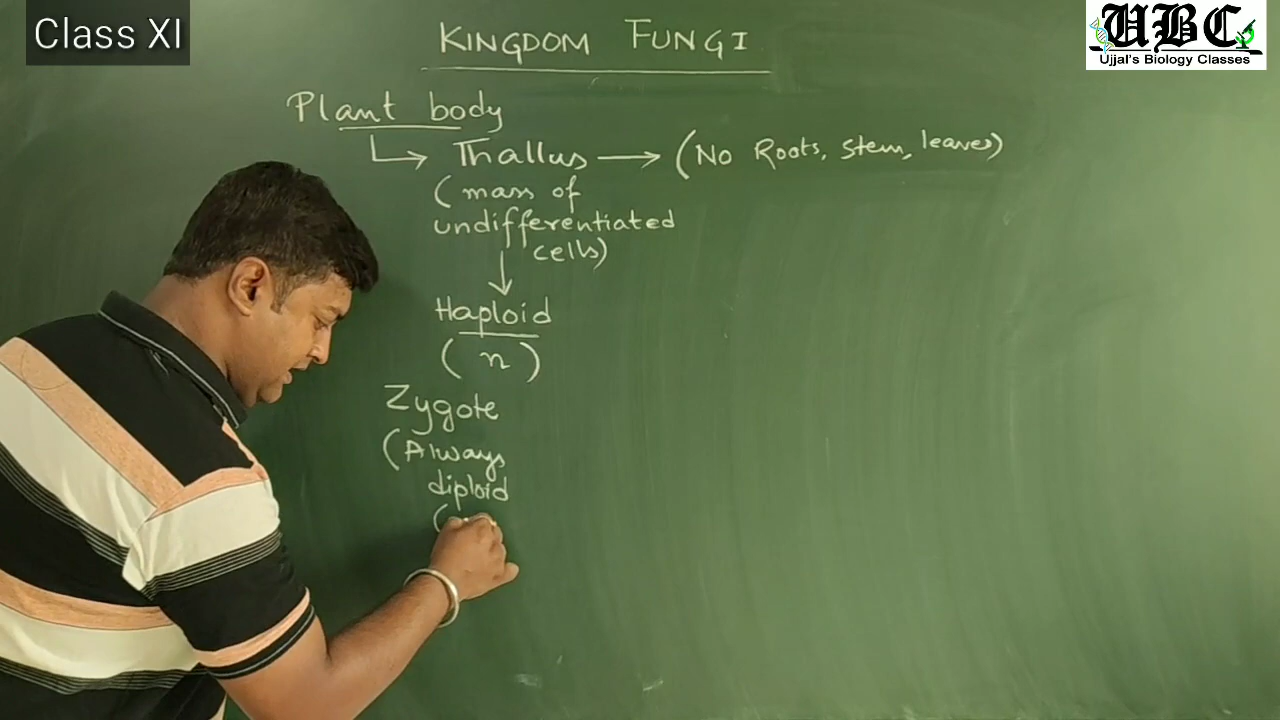 Class XI
UBC
Ujjal's Biology Classes
KINGDOM FUNGI
Plant body
Thallus → (No Roots, stem, leaves)
(mass of
undifferentiated
cells)
Haploid
(n)
Zygote
(Always
diploid
(